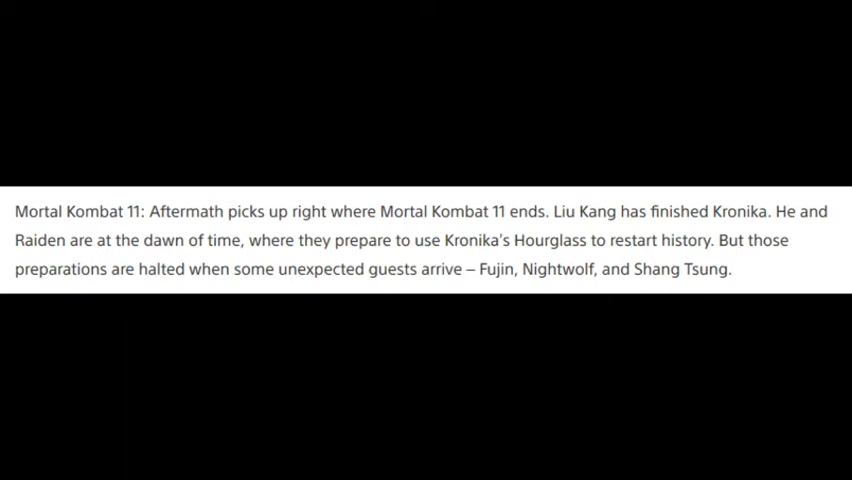 Mortal Kombat 11: Aftermath picks up right where Mortal Kombat 11 ends. Liu Kang has finished Kronika. He and
Raiden are at the dawn of time, where they prepare to use Kronika's Hourglass to restart history. But those
preparations are halted when some unexpected guests arrive – Fujin, Nightwolf, and Shang Tsung.